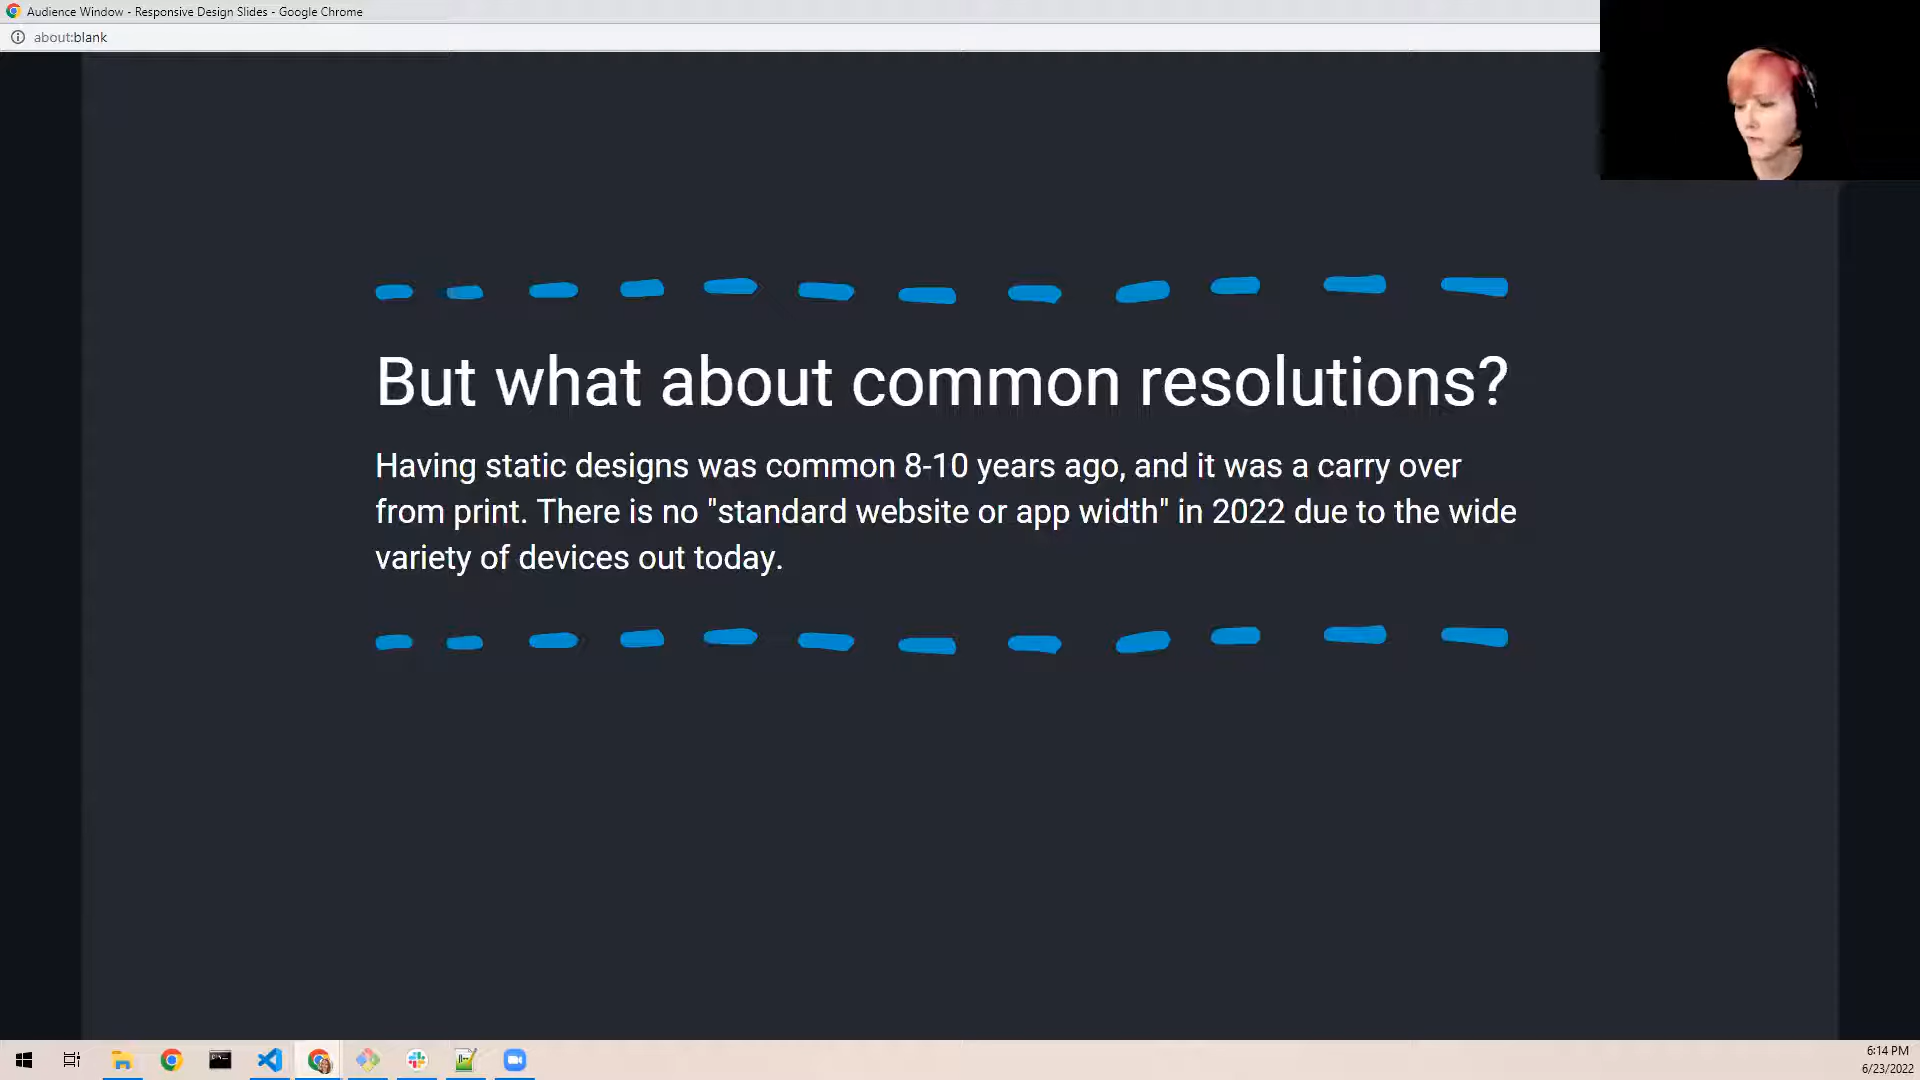 Audience Window - Responsive Design Slides - Google Chrome
about:blank
But what about common resolutions?
Having static designs was common 8-10 years ago, and it was a carry over
from print. There is no "standard website or app width" in 2022 due to the wide
variety of devices out today.
6:14 PM
6/23/2022